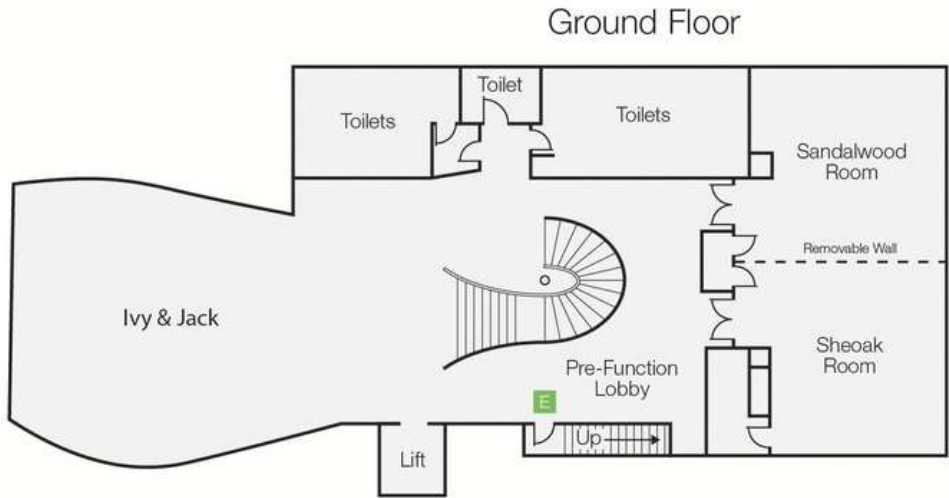 Ground Floor
Toilet
Toilets
Toilets
Sandalwood
Room
Removable Wall
Ivy & Jack
Sheoak
Room
Pre-Function
Lobby
E
Up
Lift